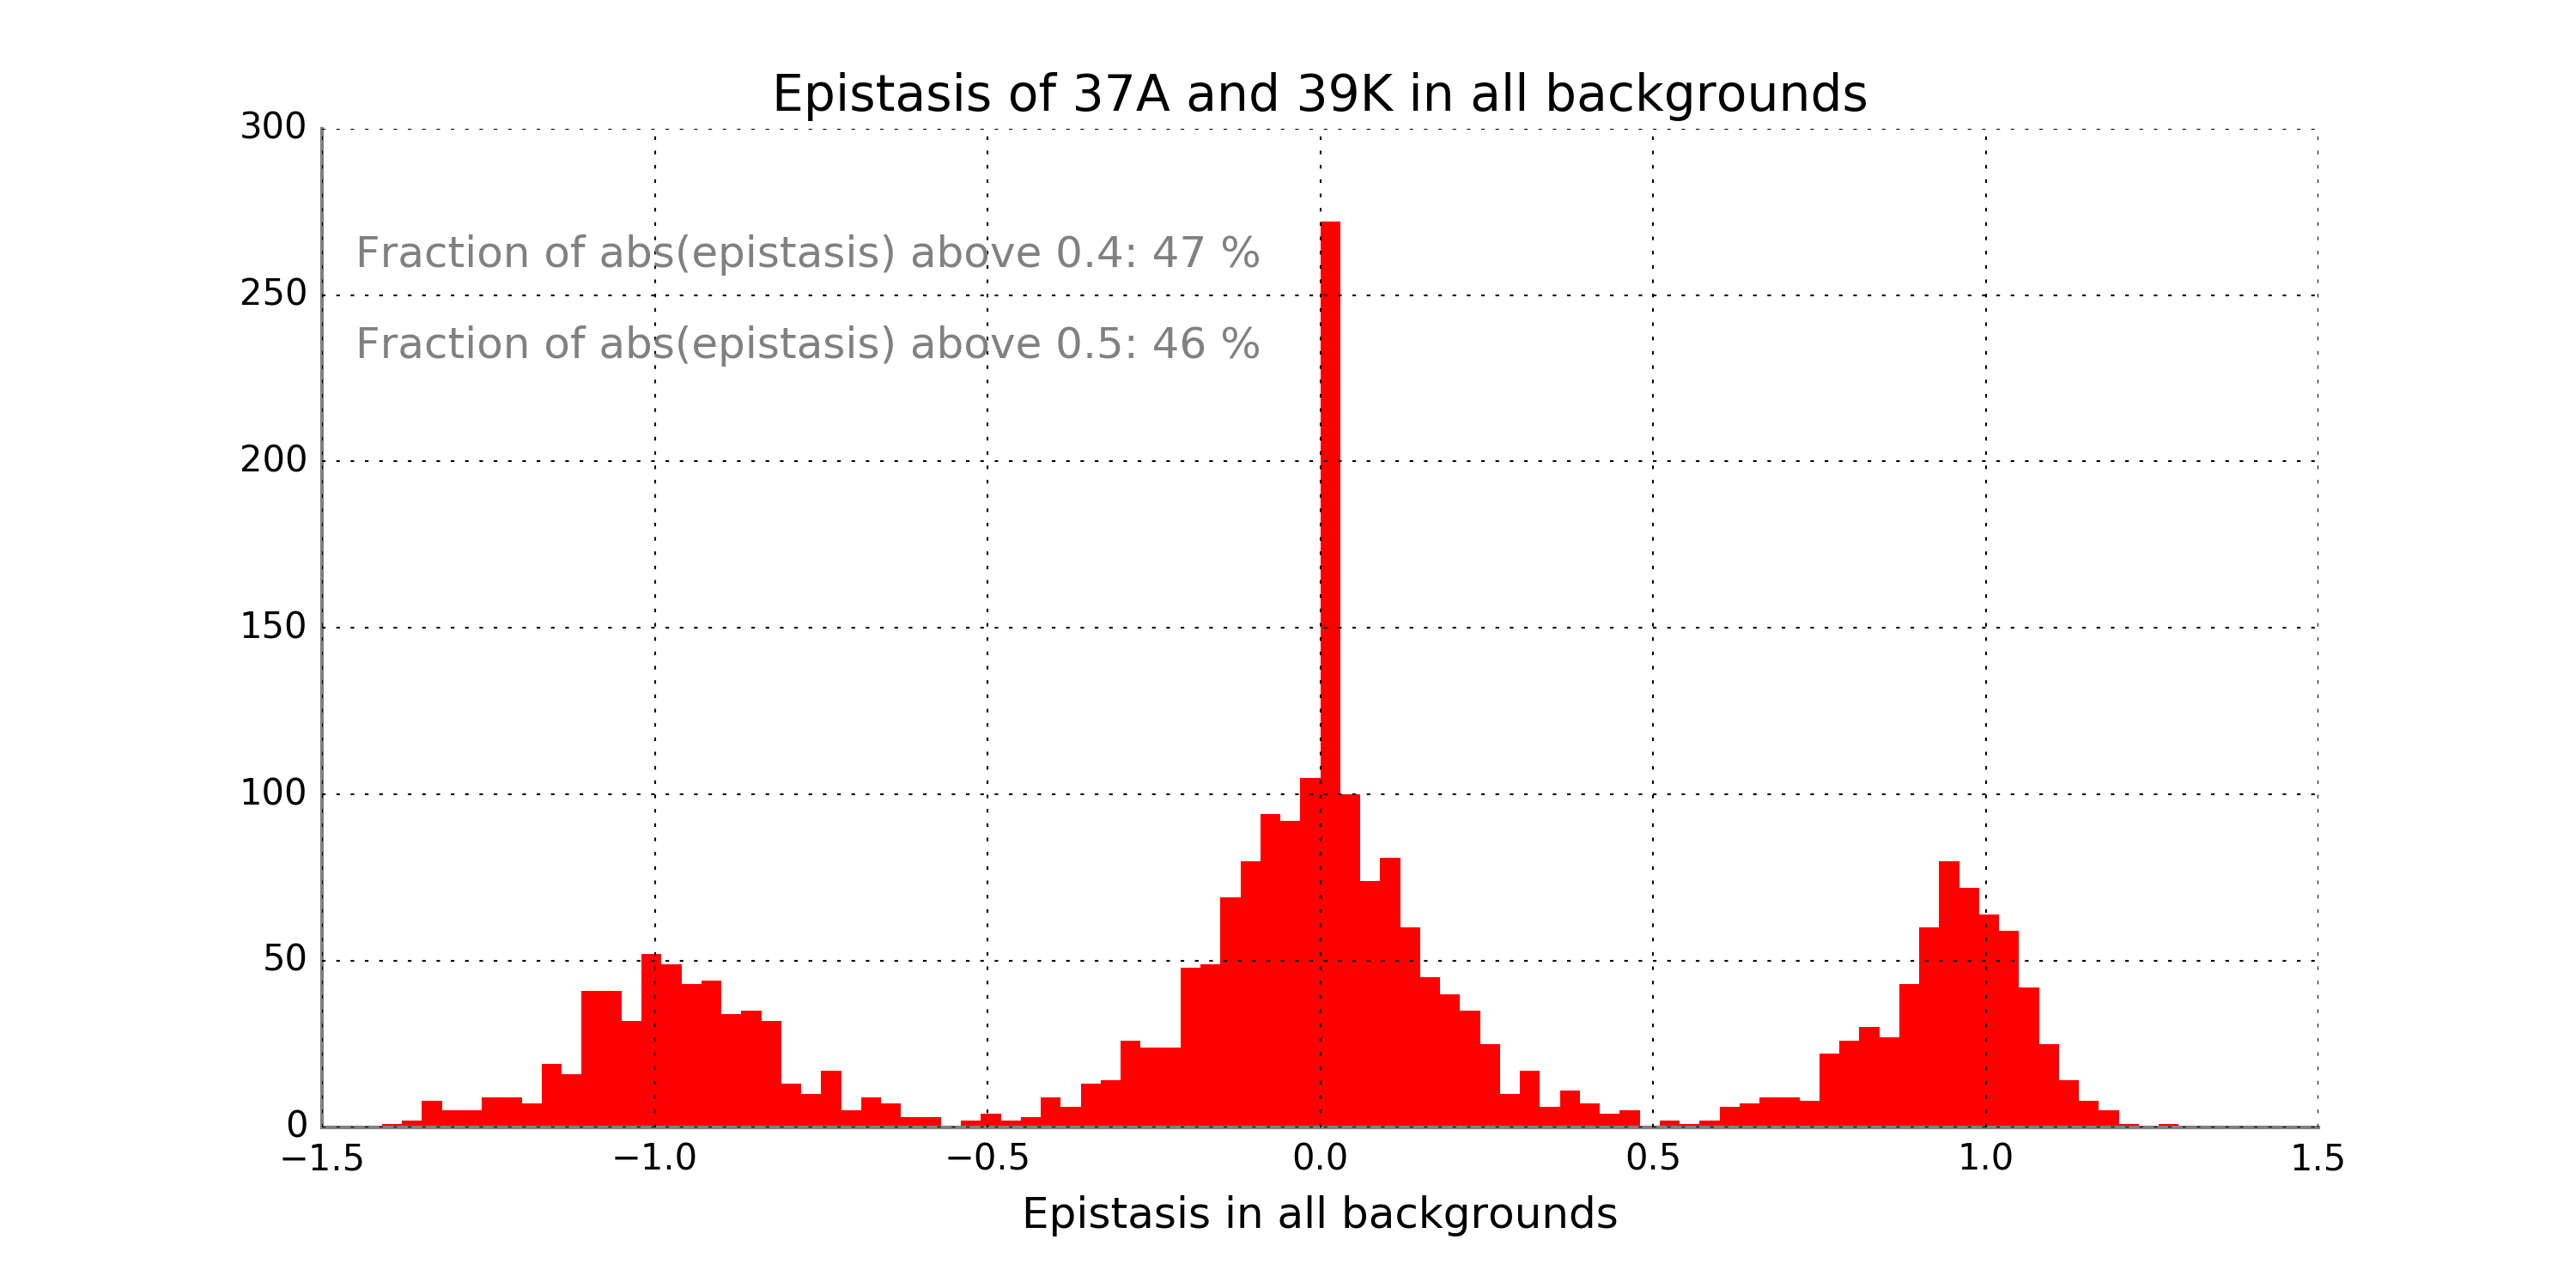 Epistasis of 37A and 39K in all backgrounds
300
Fraction of abs(epistasis) above 0.4: 47 %
250
Fraction of abs(epistasis) above 0.5: 46 %
200
150
100
50
0
−1.5 −1.0 −0.5 0.0 0.5 1.0 1.5
Epistasis in all backgrounds